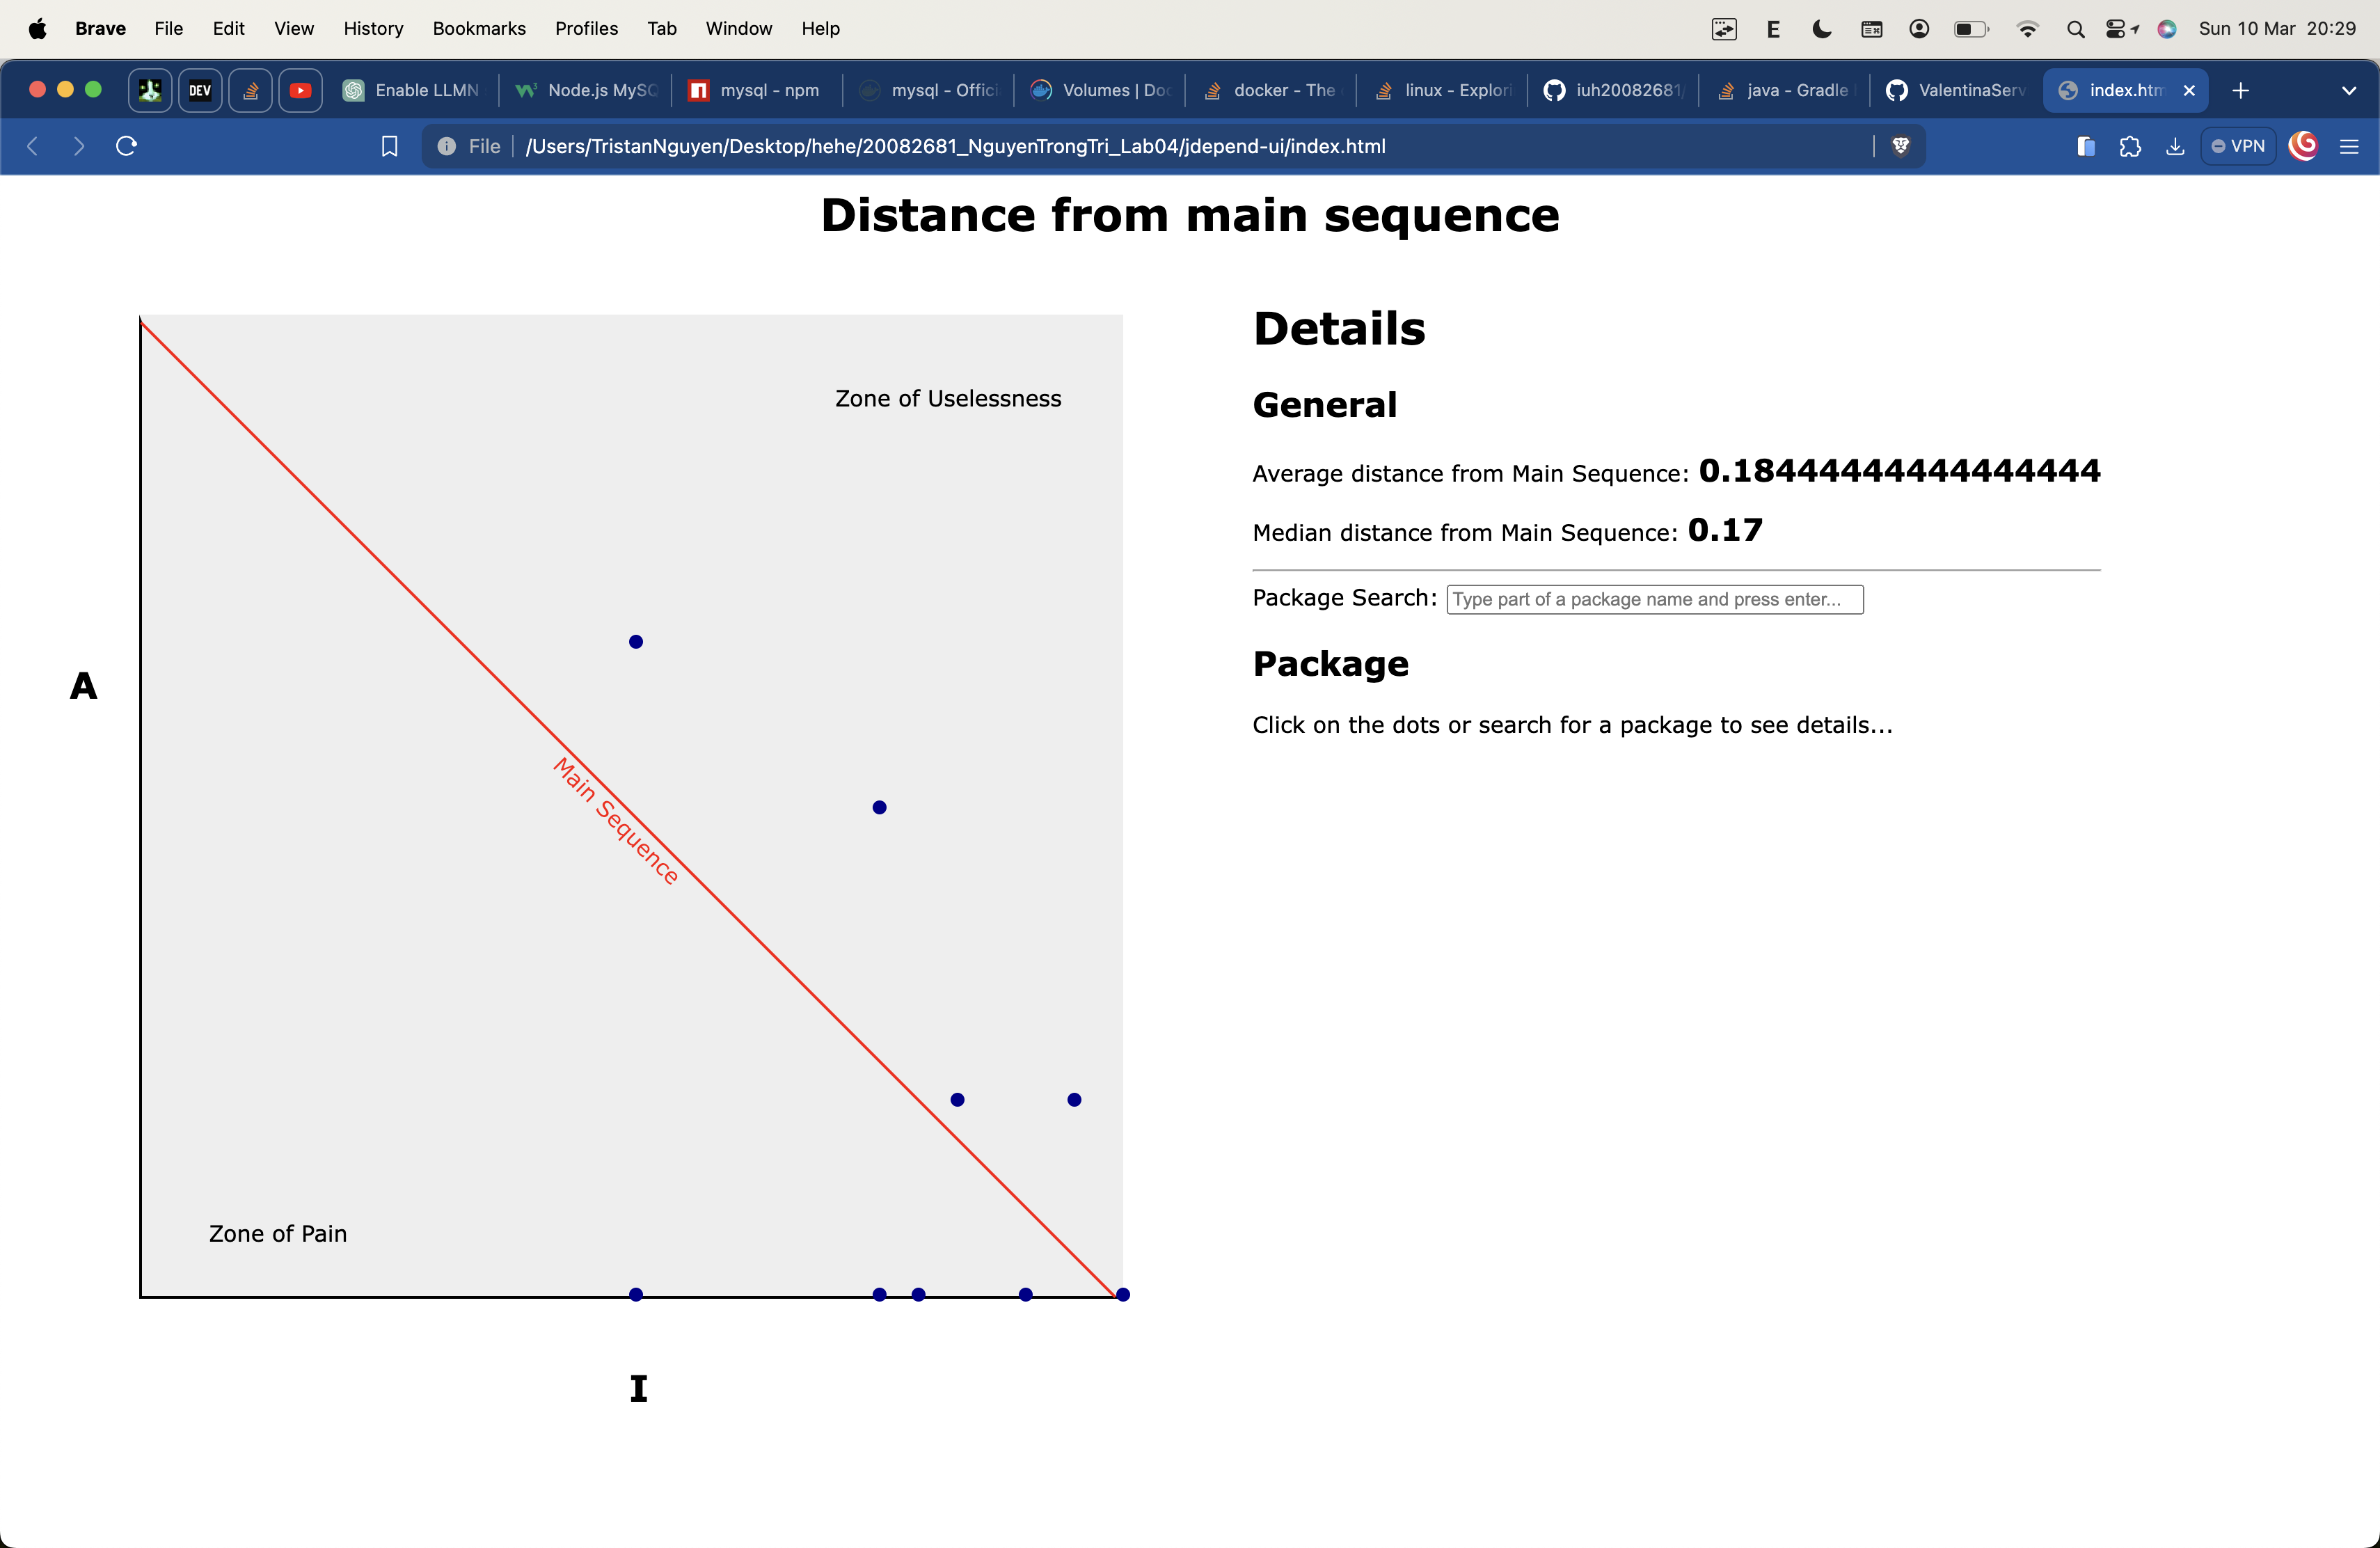 Brave File Edit View History Bookmarks Profiles Tab Window Help E Sun 10 Mar 20:29
DEV Enable LLMN Node.js MySQ mysql - npm mysql - Offici Volumes | Doc docker - The linux - Explori iuh20082681/ java - Gradle ValentinaServ index.htm
File /Users/TristanNguyen/Desktop/hehe/20082681_NguyenTrongTri_Lab04/jdepend-ui/index.html VPN
Distance from main sequence
Zone of Uselessness
A
Main Sequence
Zone of Pain
I
Details
General
Average distance from Main Sequence: 0.18444444444444444
Median distance from Main Sequence: 0.17
Package Search: Type part of a package name and press enter...
Package
Click on the dots or search for a package to see details...